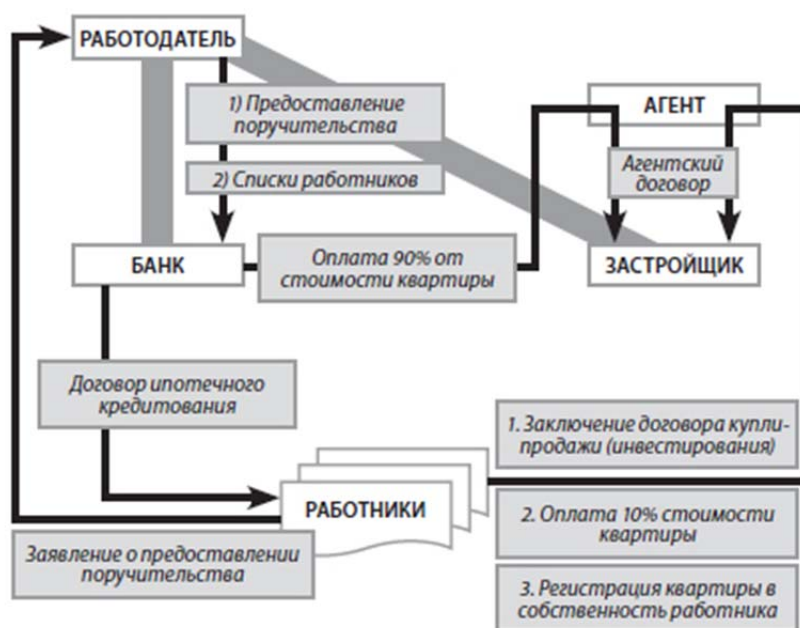 РАБОТОДАТЕЛЬ
1) Предоставление
поручительства
2) Списки работников
АГЕНТ
Агентский
договор
БАНК
Оплата 90% от
стоимости квартиры
ЗАСТРОЙЩИК
Договор ипотечного
кредитования
РАБОТНИКИ
Заявление о предоставлении
поручительства
1. Заключение договора купли-
продажи (инвестирования)
2. Оплата 10% стоимости
квартиры
3. Регистрация квартиры в
собственность работника